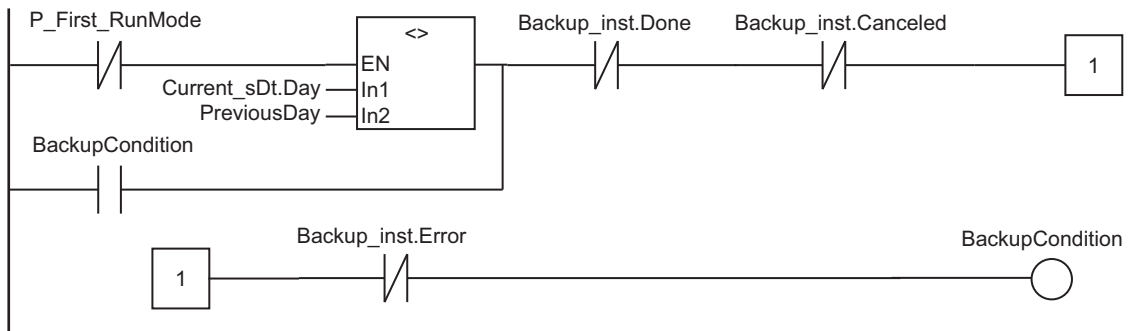 P_First_RunMode
<>
Backup_inst.Done
Backup_inst.Canceled
EN
1
Current_sDt.Day
In1
PreviousDay
In2
BackupCondition
Backup_inst.Error
BackupCondition
1